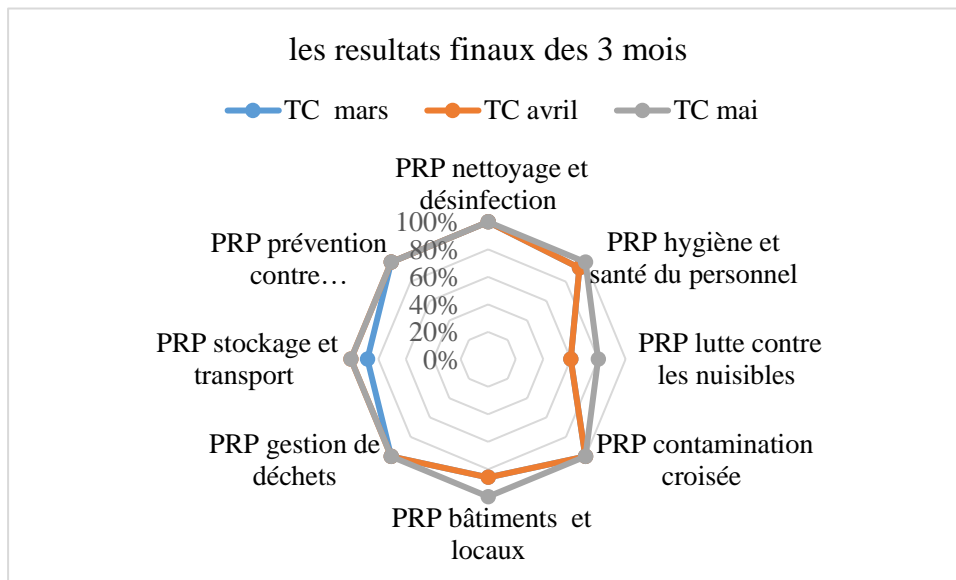 les resultats finaux des 3 mois
TC mars
TC avril
TC mai
PRP nettoyage et
désinfection
PRP hygiène et
santé du personnel
PRP lutte contre
les nuisibles
PRP contamination
croisée
PRP bâtiments et
locaux
PRP gestion de
déchets
PRP stockage et
transport
PRP prévention
contre…
100%
80%
60%
40%
20%
0%